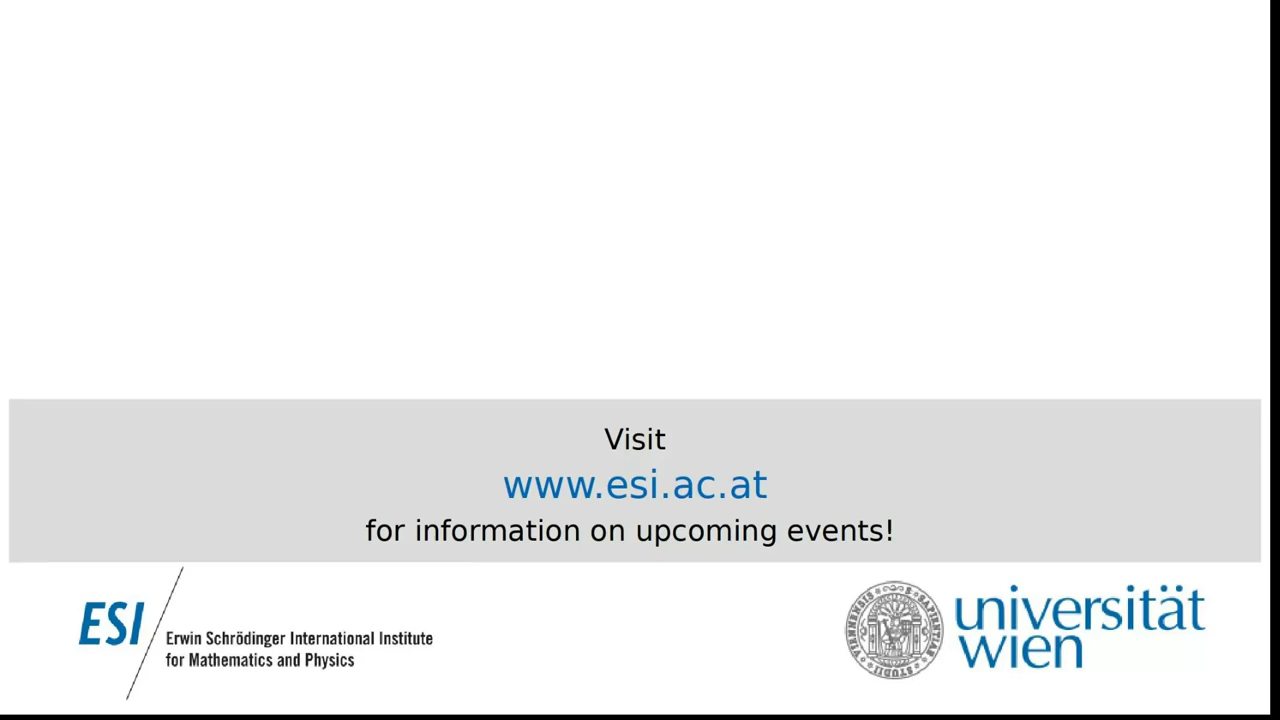 Visit
www.esi.ac.at
for information on upcoming events!
ESI
Erwin Schrödinger International Institute
for Mathematics and Physics
universität
wien